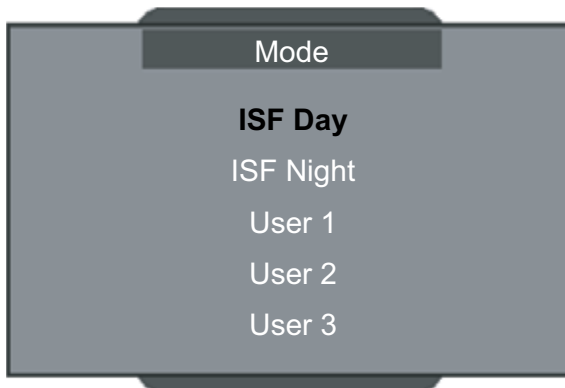 Mode
ISF Day
ISF Night
User 1
User 2
User 3